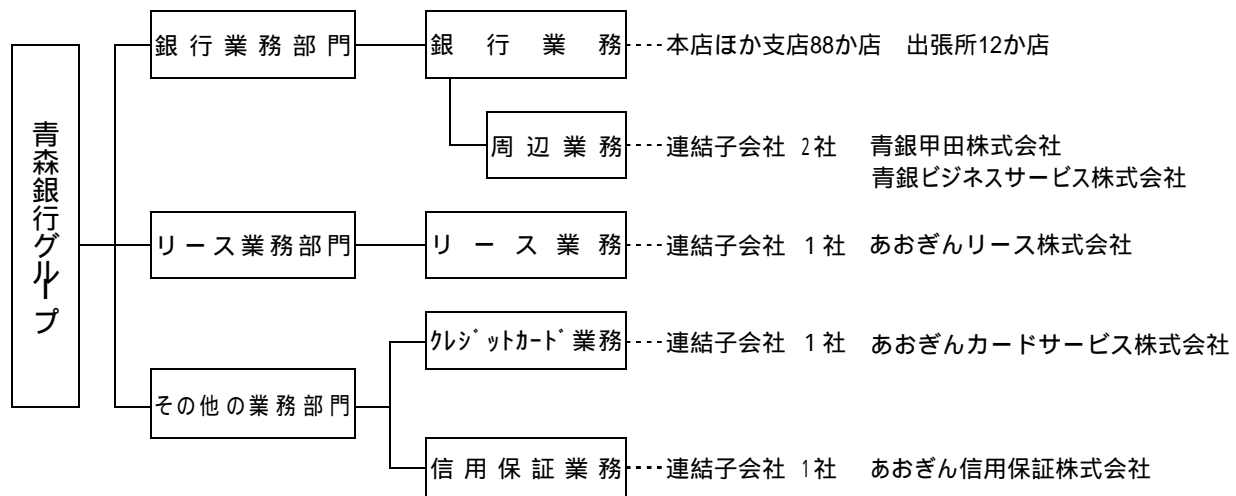 青森銀行グループ
銀行業務部門
銀行業務
本店ほか支店88か店 出張所12か店
周辺業務
連結子会社 2社 青銀甲田株式会社
青銀ビジネスサービス株式会社
リース業務部門
リース業務
連結子会社 1社 あおぎんリース株式会社
その他の業務部門
クレジットカード業務
連結子会社 1社 あおぎんカードサービス株式会社
信用保証業務
連結子会社 1社 あおぎん信用保証株式会社